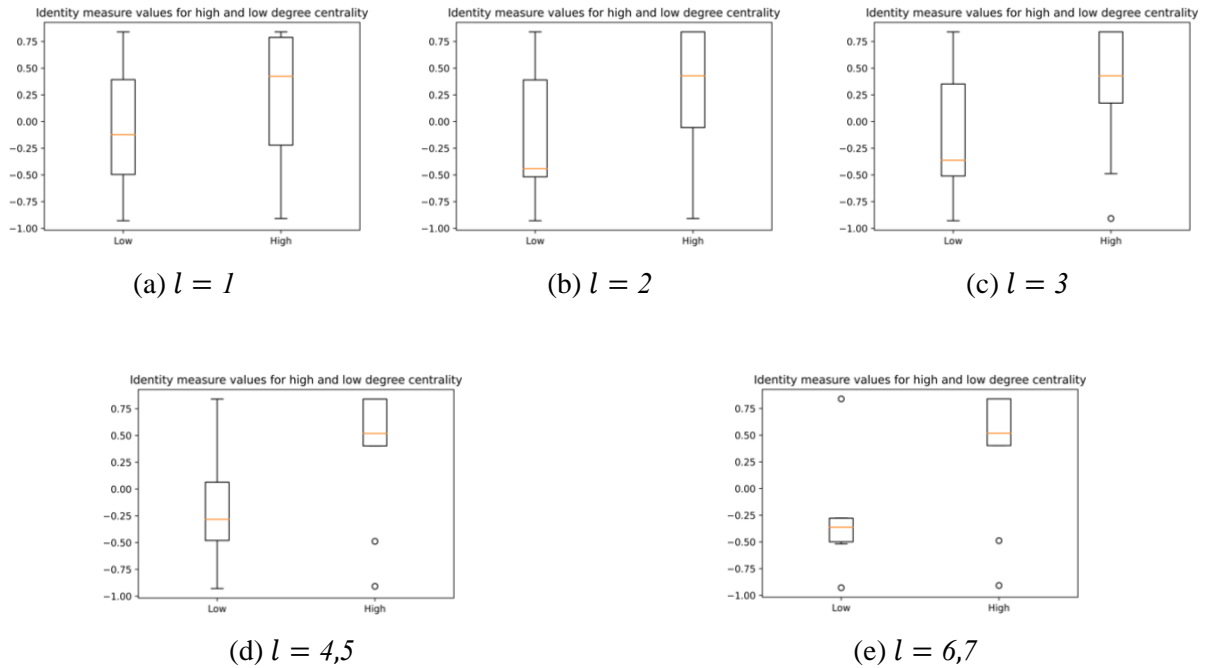 Identity measure values for high and low degree centrality
0.75
0.50
0.25
0.00
−0.25
−0.50
−0.75
−1.00
Low High
(a) l = 1
Identity measure values for high and low degree centrality
0.75
0.50
0.25
0.00
−0.25
−0.50
−0.75
−1.00
Low High
(b) l = 2
Identity measure values for high and low degree centrality
0.75
0.50
0.25
0.00
−0.25
−0.50
−0.75
−1.00
Low High
(c) l = 3
Identity measure values for high and low degree centrality
0.75
0.50
0.25
0.00
−0.25
−0.50
−0.75
−1.00
Low High
(d) l = 4,5
Identity measure values for high and low degree centrality
0.75
0.50
0.25
0.00
−0.25
−0.50
−0.75
−1.00
Low High
(e) l = 6,7